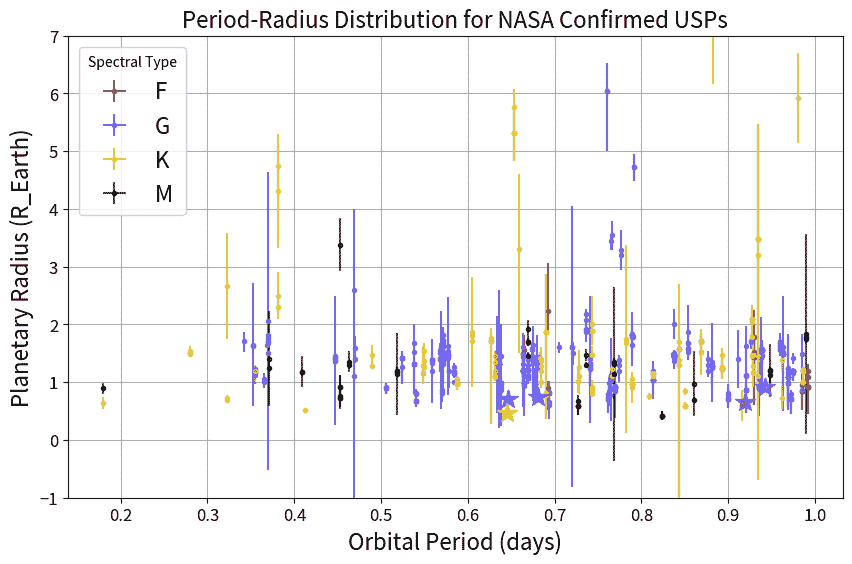 Period-Radius Distribution for NASA Confirmed USPs
Planetary Radius (R_Earth)
7
6
5
4
3
2
1
0
−1
Spectral Type
F
G
K
M
0.2 0.3 0.4 0.5 0.6 0.7 0.8 0.9 1.0
Orbital Period (days)